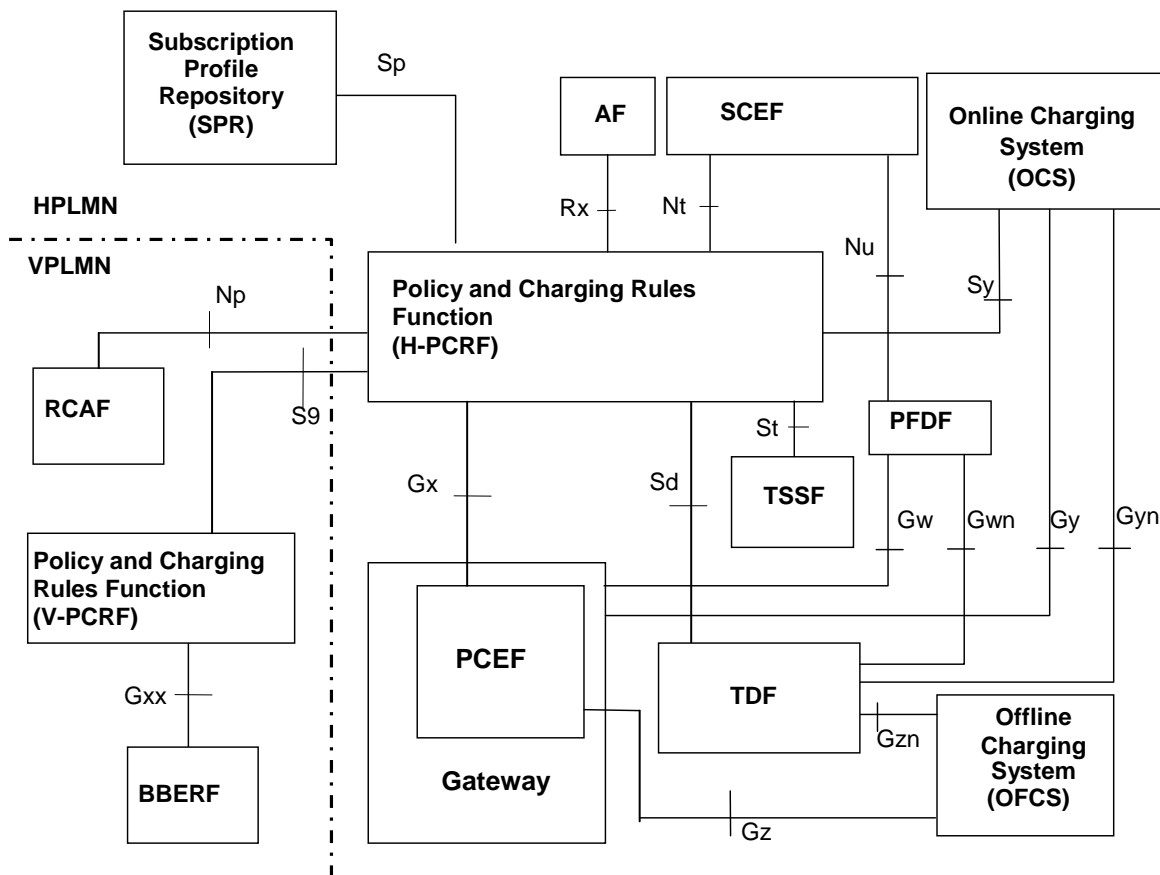 Subscription
Profile
Repository
(SPR)
Sp
AF
SCEF
Online Charging
System
(OCS)
HPLMN
Rx
Nt
Nu
Sy
VPLMN
Np
Policy and Charging Rules
Function
(H-PCRF)
RCAF
S9
PFDF
St
Gx
Sd
TSSF
Gw
Gwn
Gy
Gyn
Policy and Charging
Rules Function
(V-PCRF)
PCEF
TDF
Gxx
Gzn
Offline
Charging
System
(OFCS)
BBERF
Gateway
Gz